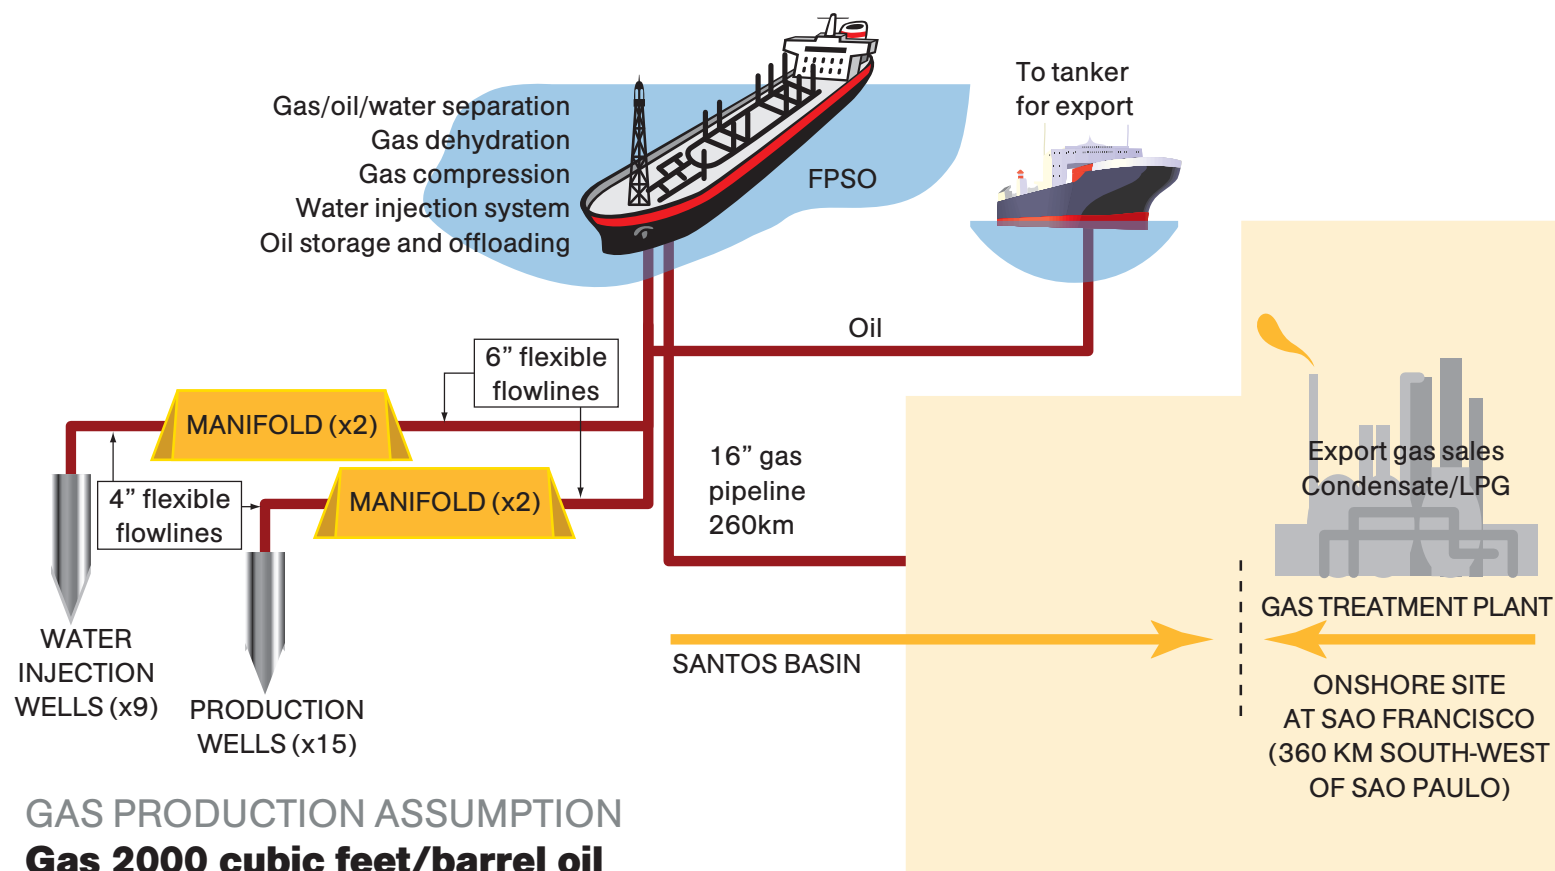 Gas/oil/water separation
Gas dehydration
Gas compression
Water injection system
Oil storage and offloading
FPSO
To tanker
for export
Oil
6” flexible
flowlines
MANIFOLD (x2)
MANIFOLD (x2)
4” flexible
flowlines
16” gas
pipeline
260km
Export gas sales
Condensate/LPG
GAS TREATMENT PLANT
WATER
INJECTION
WELLS (x9)
PRODUCTION
WELLS (x15)
SANTOS BASIN
ONSHORE SITE
AT SAO FRANCISCO
(360 KM SOUTH-WEST
OF SAO PAULO)
GAS PRODUCTION ASSUMPTION
Gas 2000 cubic feet/barrel oil